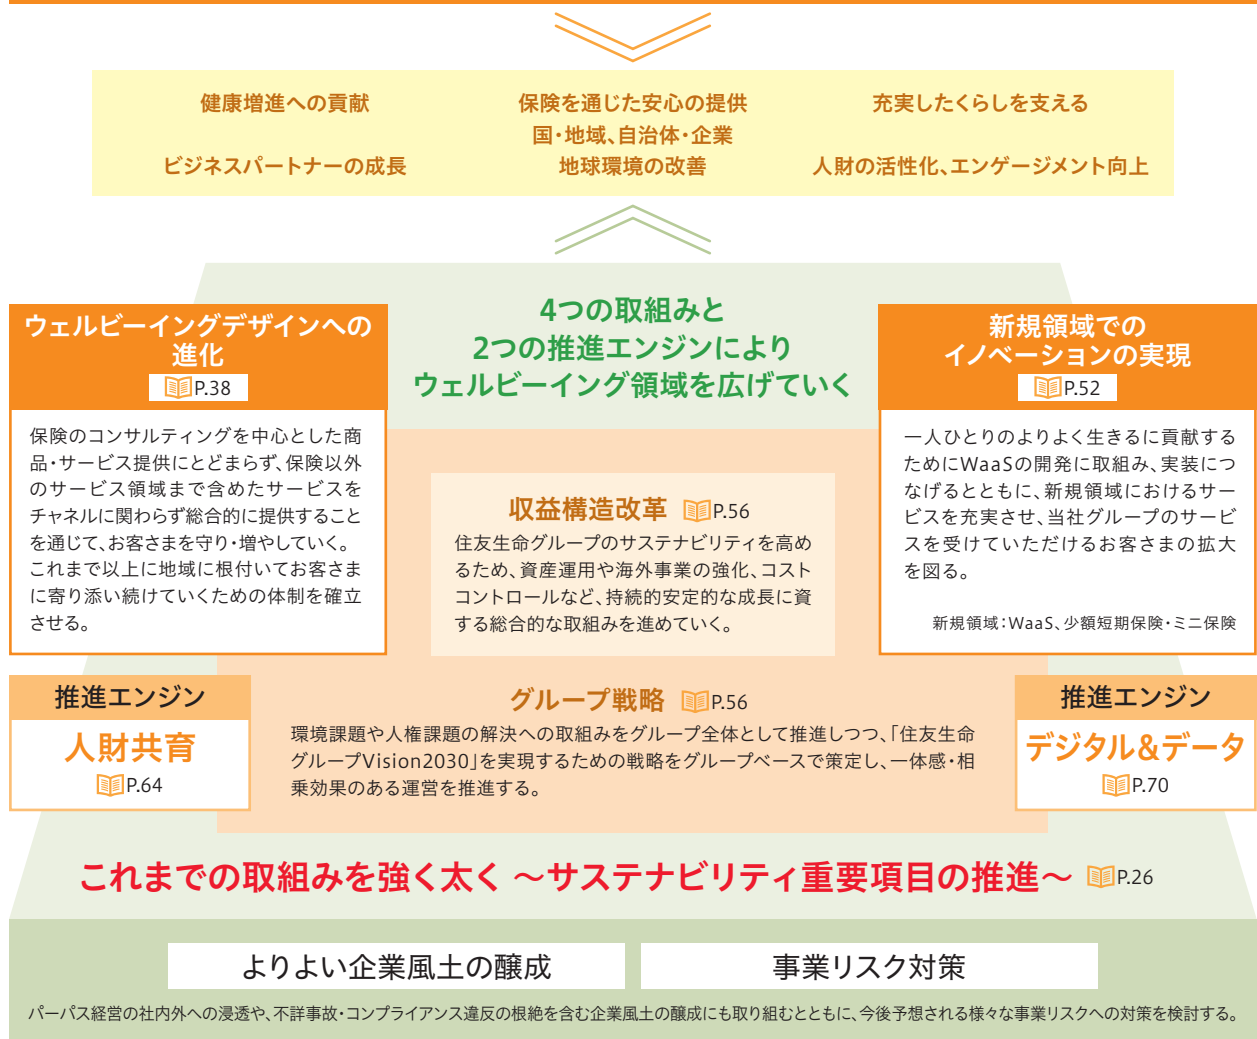 健康増進への貢献
保険を通じた安心の提供
充実したくらしを支える
国・地域、自治体・企業
ビジネスパートナーの成長
地球環境の改善
人財の活性化、エンゲージメント向上
4つの取組みと
2つの推進エンジンにより
ウェルビーイング領域を広げていく
ウェルビーイングデザインへの
進化
P.38
保険のコンサルティングを中心とした商
品・サービス提供にとどまらず、保険以外
のサービス領域まで含めたサービスを
チャネルに関わらず総合的に提供すること
を通じて、お客さまを守り・増やしていく。
これまで以上に地域に根付いてお客さま
に寄り添い続けていくための体制を確立
させる。
新規領域での
イノベーションの実現
P.52
一人ひとりのよりよく生きるに貢献する
ためにWaaSの開発に取組み、実装につ
なげるとともに、新規領域におけるサー
ビスを充実させ、当社グループのサービ
スを受けていただけるお客さまの拡大
を図る。
新規領域：WaaS、少額短期保険・ミニ保険
収益構造改革 P.56
住友生命グループのサステナビリティを高め
るため、資産運用や海外事業の強化、コスト
コントロールなど、持続的安定的な成長に資
する総合的な取組みを進めていく。
推進エンジン
人財共育
P.64
グループ戦略 P.56
環境課題や人権課題の解決への取組みをグループ全体として推進しつつ、「住友生命
グループVision2030」を実現するための戦略をグループベースで策定し、一体感・相
乗効果のある運営を推進する。
推進エンジン
デジタル&データ
P.70
これまでの取組みを強く太く ～サステナビリティ重要項目の推進～ P.26
よりよい企業風土の醸成
事業リスク対策
パーパス経営の社内外への浸透や、不詳事故・コンプライアンス違反の根絶を含む企業風土の醸成にも取り組むとともに、今後予想される様々な事業リスクへの対策を検討する。